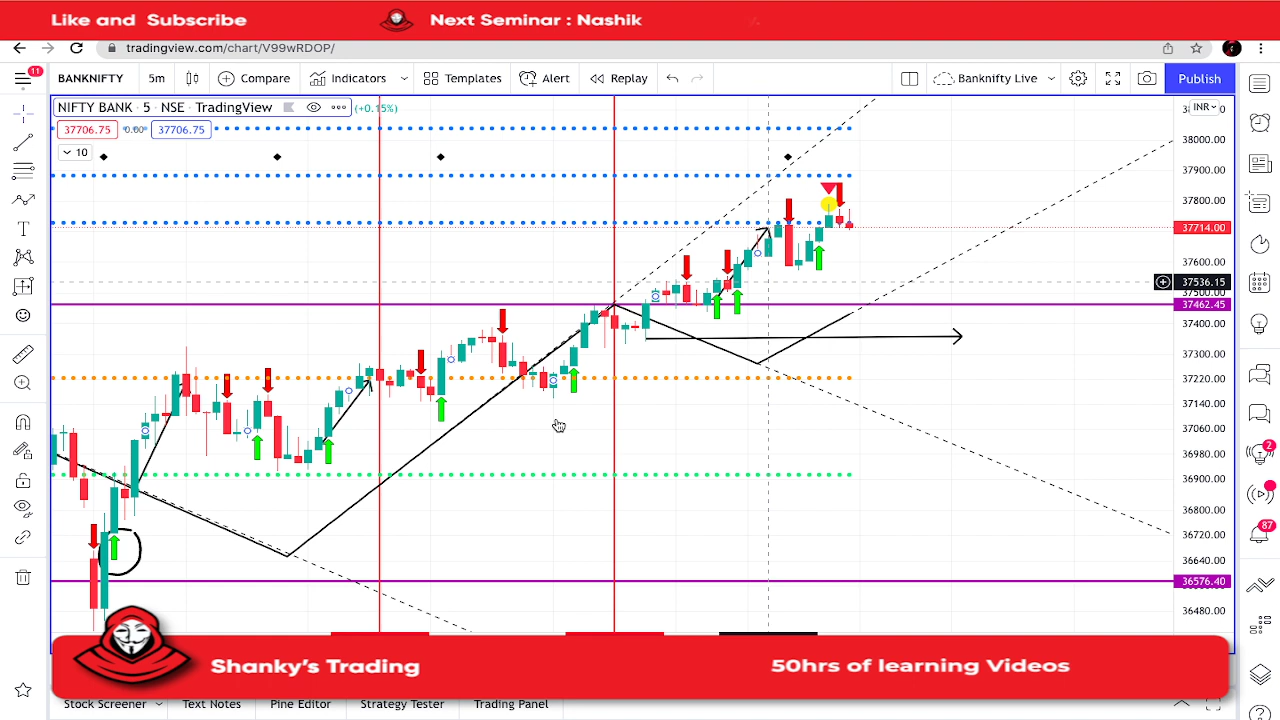 Like and Subscribe
Next Seminar : Nashik
tradingview.com/chart/V99wRDOP/
11
BANKNIFTY
5m
Compare
Indicators
Templates
Alert
Replay
Banknifty Live
Publish
NIFTY BANK · 5 · NSE · TradingView
(+0.15%)
INR
37706.75
0.00
37706.75
10
38000.00
37900.00
37800.00
37714.00
37600.00
37536.15
37462.45
37400.00
37300.00
37220.00
37140.00
37060.00
36980.00
36900.00
36800.00
36720.00
36640.00
36576.40
36480.00
2
87
Shanky's Trading
50hrs of learning Videos
Stock Screener
Text Notes
Pine Editor
Strategy Tester
Trading Panel